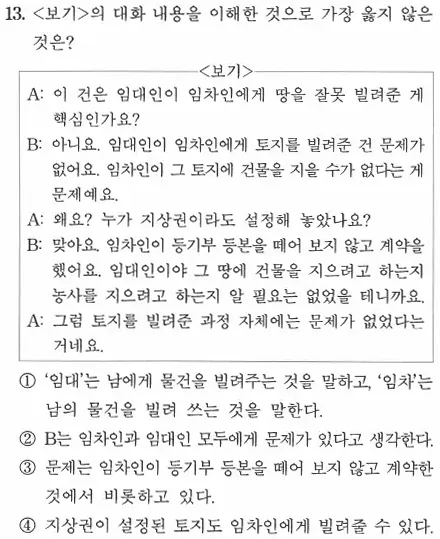 13. <보기>의 대화 내용을 이해한 것으로 가장 옳지 않은
것은?
<보기>
A: 이 건은 임대인이 임차인에게 땅을 잘못 빌려준 게
핵심인가요?
B: 아니요. 임대인이 임차인에게 토지를 빌려준 건 문제가
없어요. 임차인이 그 토지에 건물을 지을 수가 없다는 게
문제예요.
A: 왜요? 누가 지상권이라도 설정해 놓았나요?
B: 맞아요. 임차인이 등기부 등본을 떼어 보지 않고 계약을
했어요. 임대인이야 그 땅에 건물을 지으려고 하는지
농사를 지으려고 하는지 알 필요는 없었을 테니까요.
A: 그럼 토지를 빌려준 과정 자체에는 문제가 없었다는
거네요.
① ‘임대’는 남에게 물건을 빌려주는 것을 말하고, ‘임차’는
남의 물건을 빌려 쓰는 것을 말한다.
② B는 임차인과 임대인 모두에게 문제가 있다고 생각한다.
③ 문제는 임차인이 등기부 등본을 떼어 보지 않고 계약한
것에서 비롯하고 있다.
④ 지상권이 설정된 토지도 임차인에게 빌려줄 수 있다.